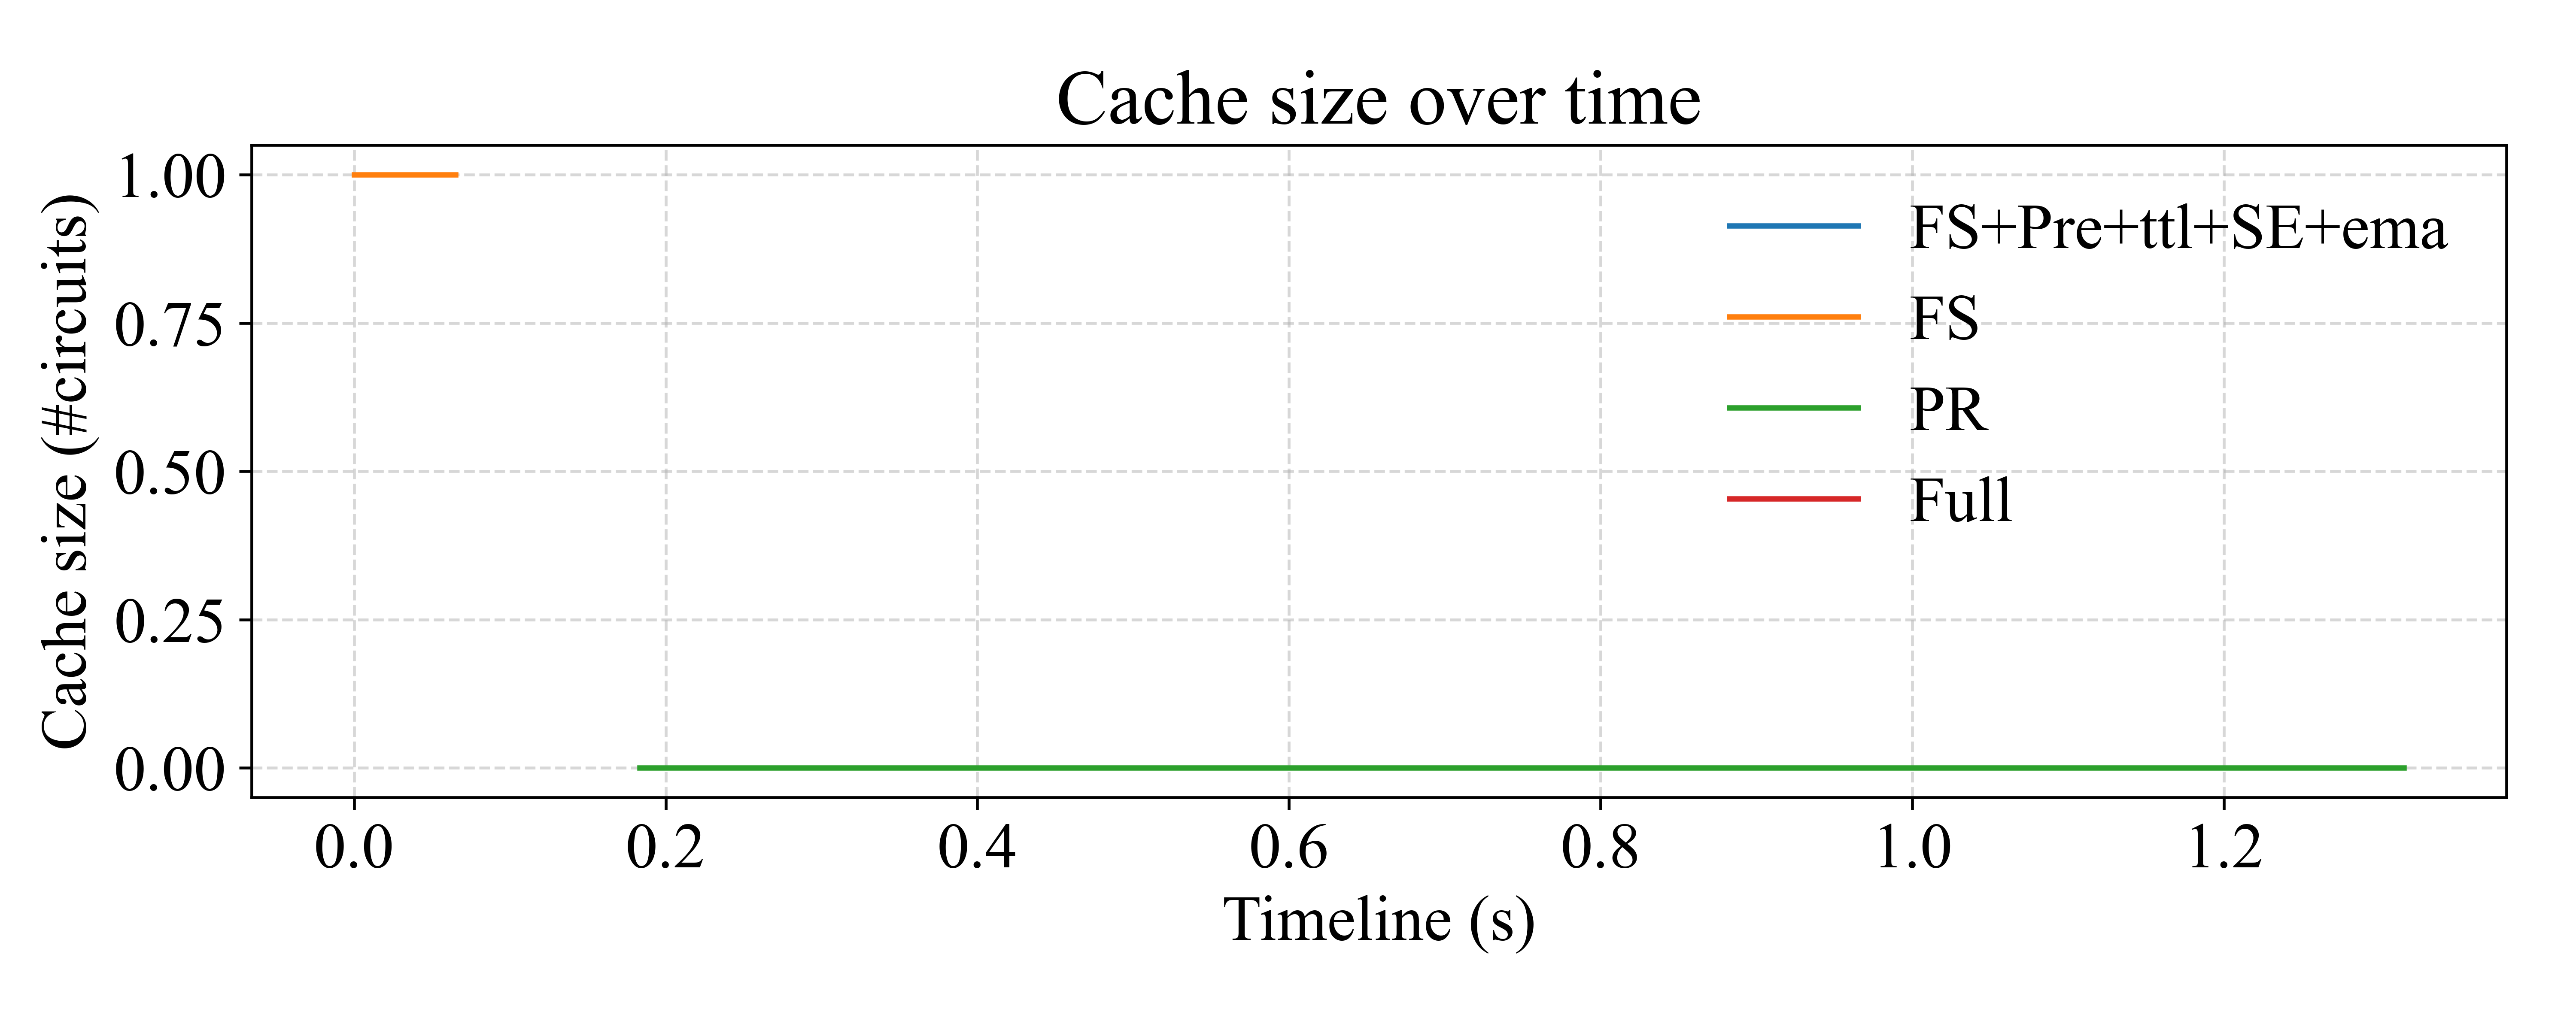 Cache size over time
Cache size (#circuits)
1.00
0.75
0.50
0.25
0.00
FS+Pre+ttl+SE+ema
FS
PR
Full
0.0 0.2 0.4 0.6 0.8 1.0 1.2
Timeline (s)